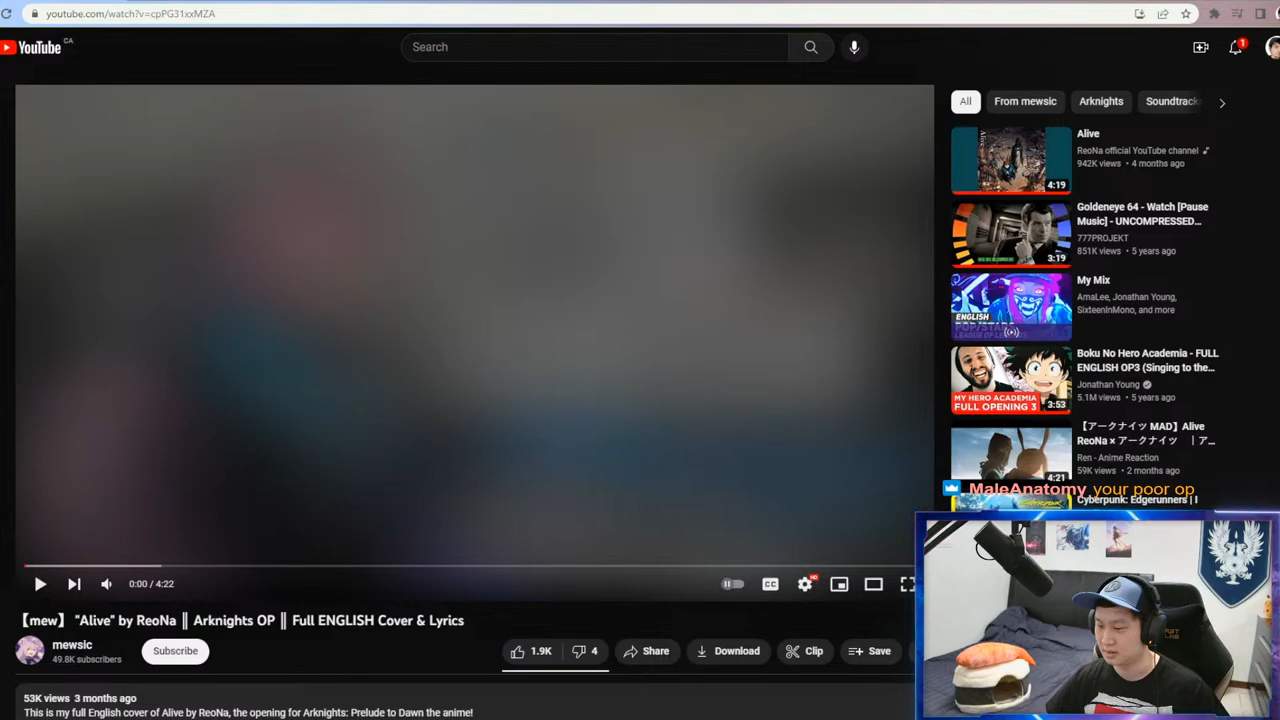 youtube.com/watch?v=cpPG31xxMZA
YouTube CA
Search
1
All
From mewsic
Arknights
Soundtrack
Alive
ReoNa official YouTube channel
942K views • 4 months ago
4:19
Goldeneye 64 - Watch [Pause
Music] - UNCOMPRESSED...
777PROJEKT
851K views • 5 years ago
3:19
My Mix
AmaLee, Jonathan Young,
SixteenInMono, and more
ENGLISH
POP/STARS
LEAGUE OF
Boku No Hero Academia - FULL
ENGLISH OP3 (Singing to the...
Jonathan Young
5.1M views • 5 years ago
MY HERO ACADEMIA
FULL OPENING 3
3:53
【アークナイツ MAD】Alive
ReoNa × アークナイツ | ア...
Ren - Anime Reaction
59K views • 2 months ago
4:21
MaleAnatomy your poor op
Cyberpunk: Edgerunners | I
0:00 / 4:22
CC
HD
【mew】 "Alive" by ReoNa ║ Arknights OP ║ Full ENGLISH Cover & Lyrics
mewsic
49.8K subscribers
Subscribe
1.9K
4
Share
Download
Clip
Save
53K views 3 months ago
This is my full English cover of Alive by ReoNa, the opening for Arknights: Prelude to Dawn the anime!